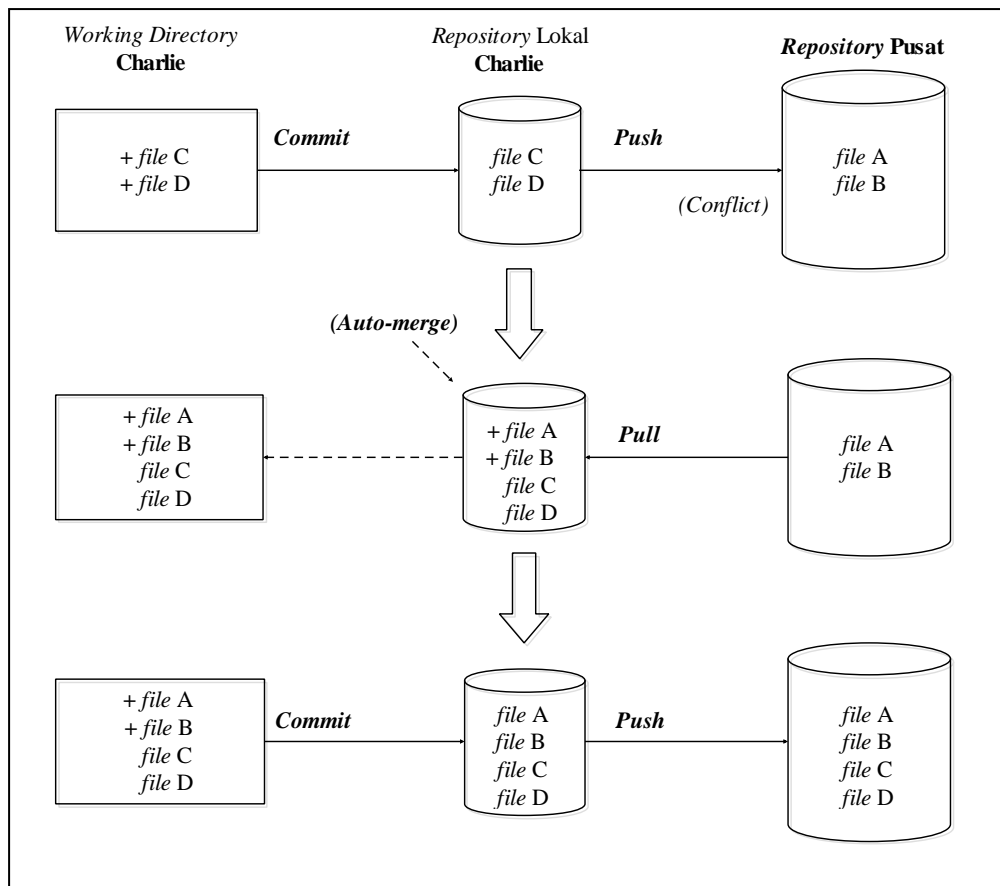 Working Directory
Charlie
Repository Lokal
Charlie
Repository Pusat
+ file C
+ file D
Commit
file C
file D
Push
(Conflict)
file A
file B
(Auto-merge)
+ file A
+ file B
file C
file D
+ file A
+ file B
file C
file D
Pull
file A
file B
+ file A
+ file B
file C
file D
Commit
file A
file B
file C
file D
Push
file A
file B
file C
file D